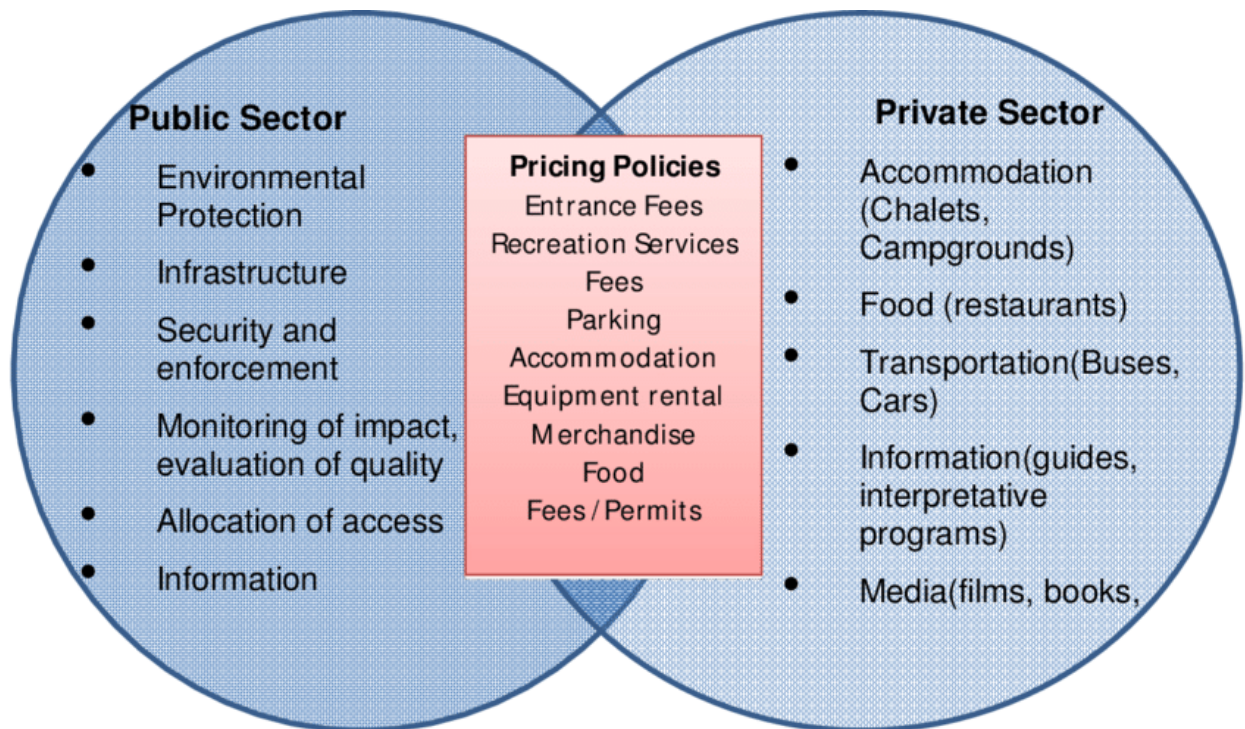 Public Sector
• Environmental
Protection
• Infrastructure
• Security and
enforcement
• Monitoring of impact,
evaluation of quality
• Allocation of access
• Information
Pricing Policies
Entrance Fees
Recreation Services
Fees
Parking
Accommodation
Equipment rental
Merchandise
Food
Fees / Permits
Private Sector
• Accommodation
(Chalets,
Campgrounds)
• Food (restaurants)
• Transportation(Buses,
Cars)
• Information(guides,
interpretative
programs)
• Media(films, books,